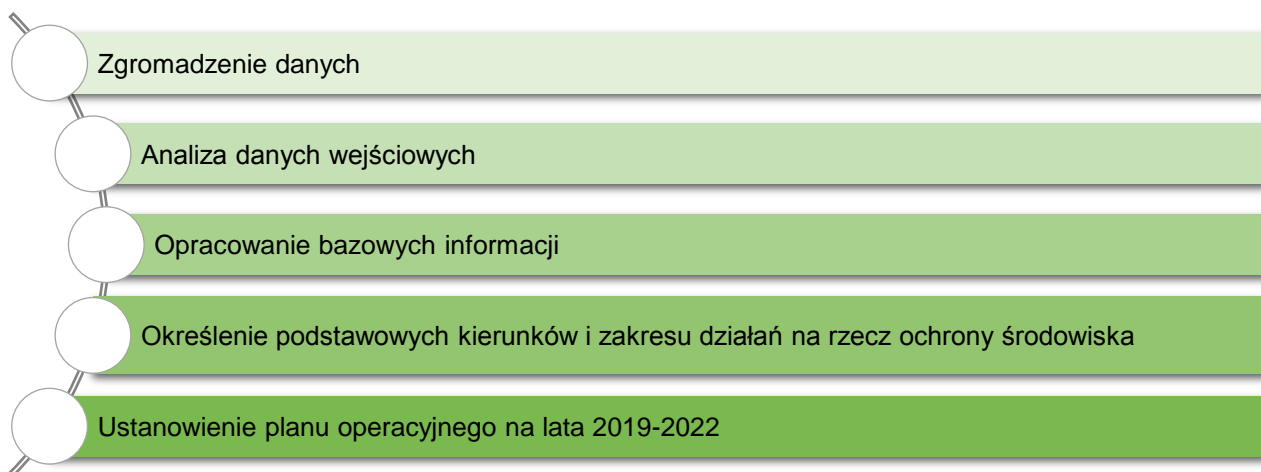 Zgromadzenie danych
Analiza danych wejściowych
Opracowanie bazowych informacji
Określenie podstawowych kierunków i zakresu działań na rzecz ochrony środowiska
Ustanowienie planu operacyjnego na lata 2019-2022